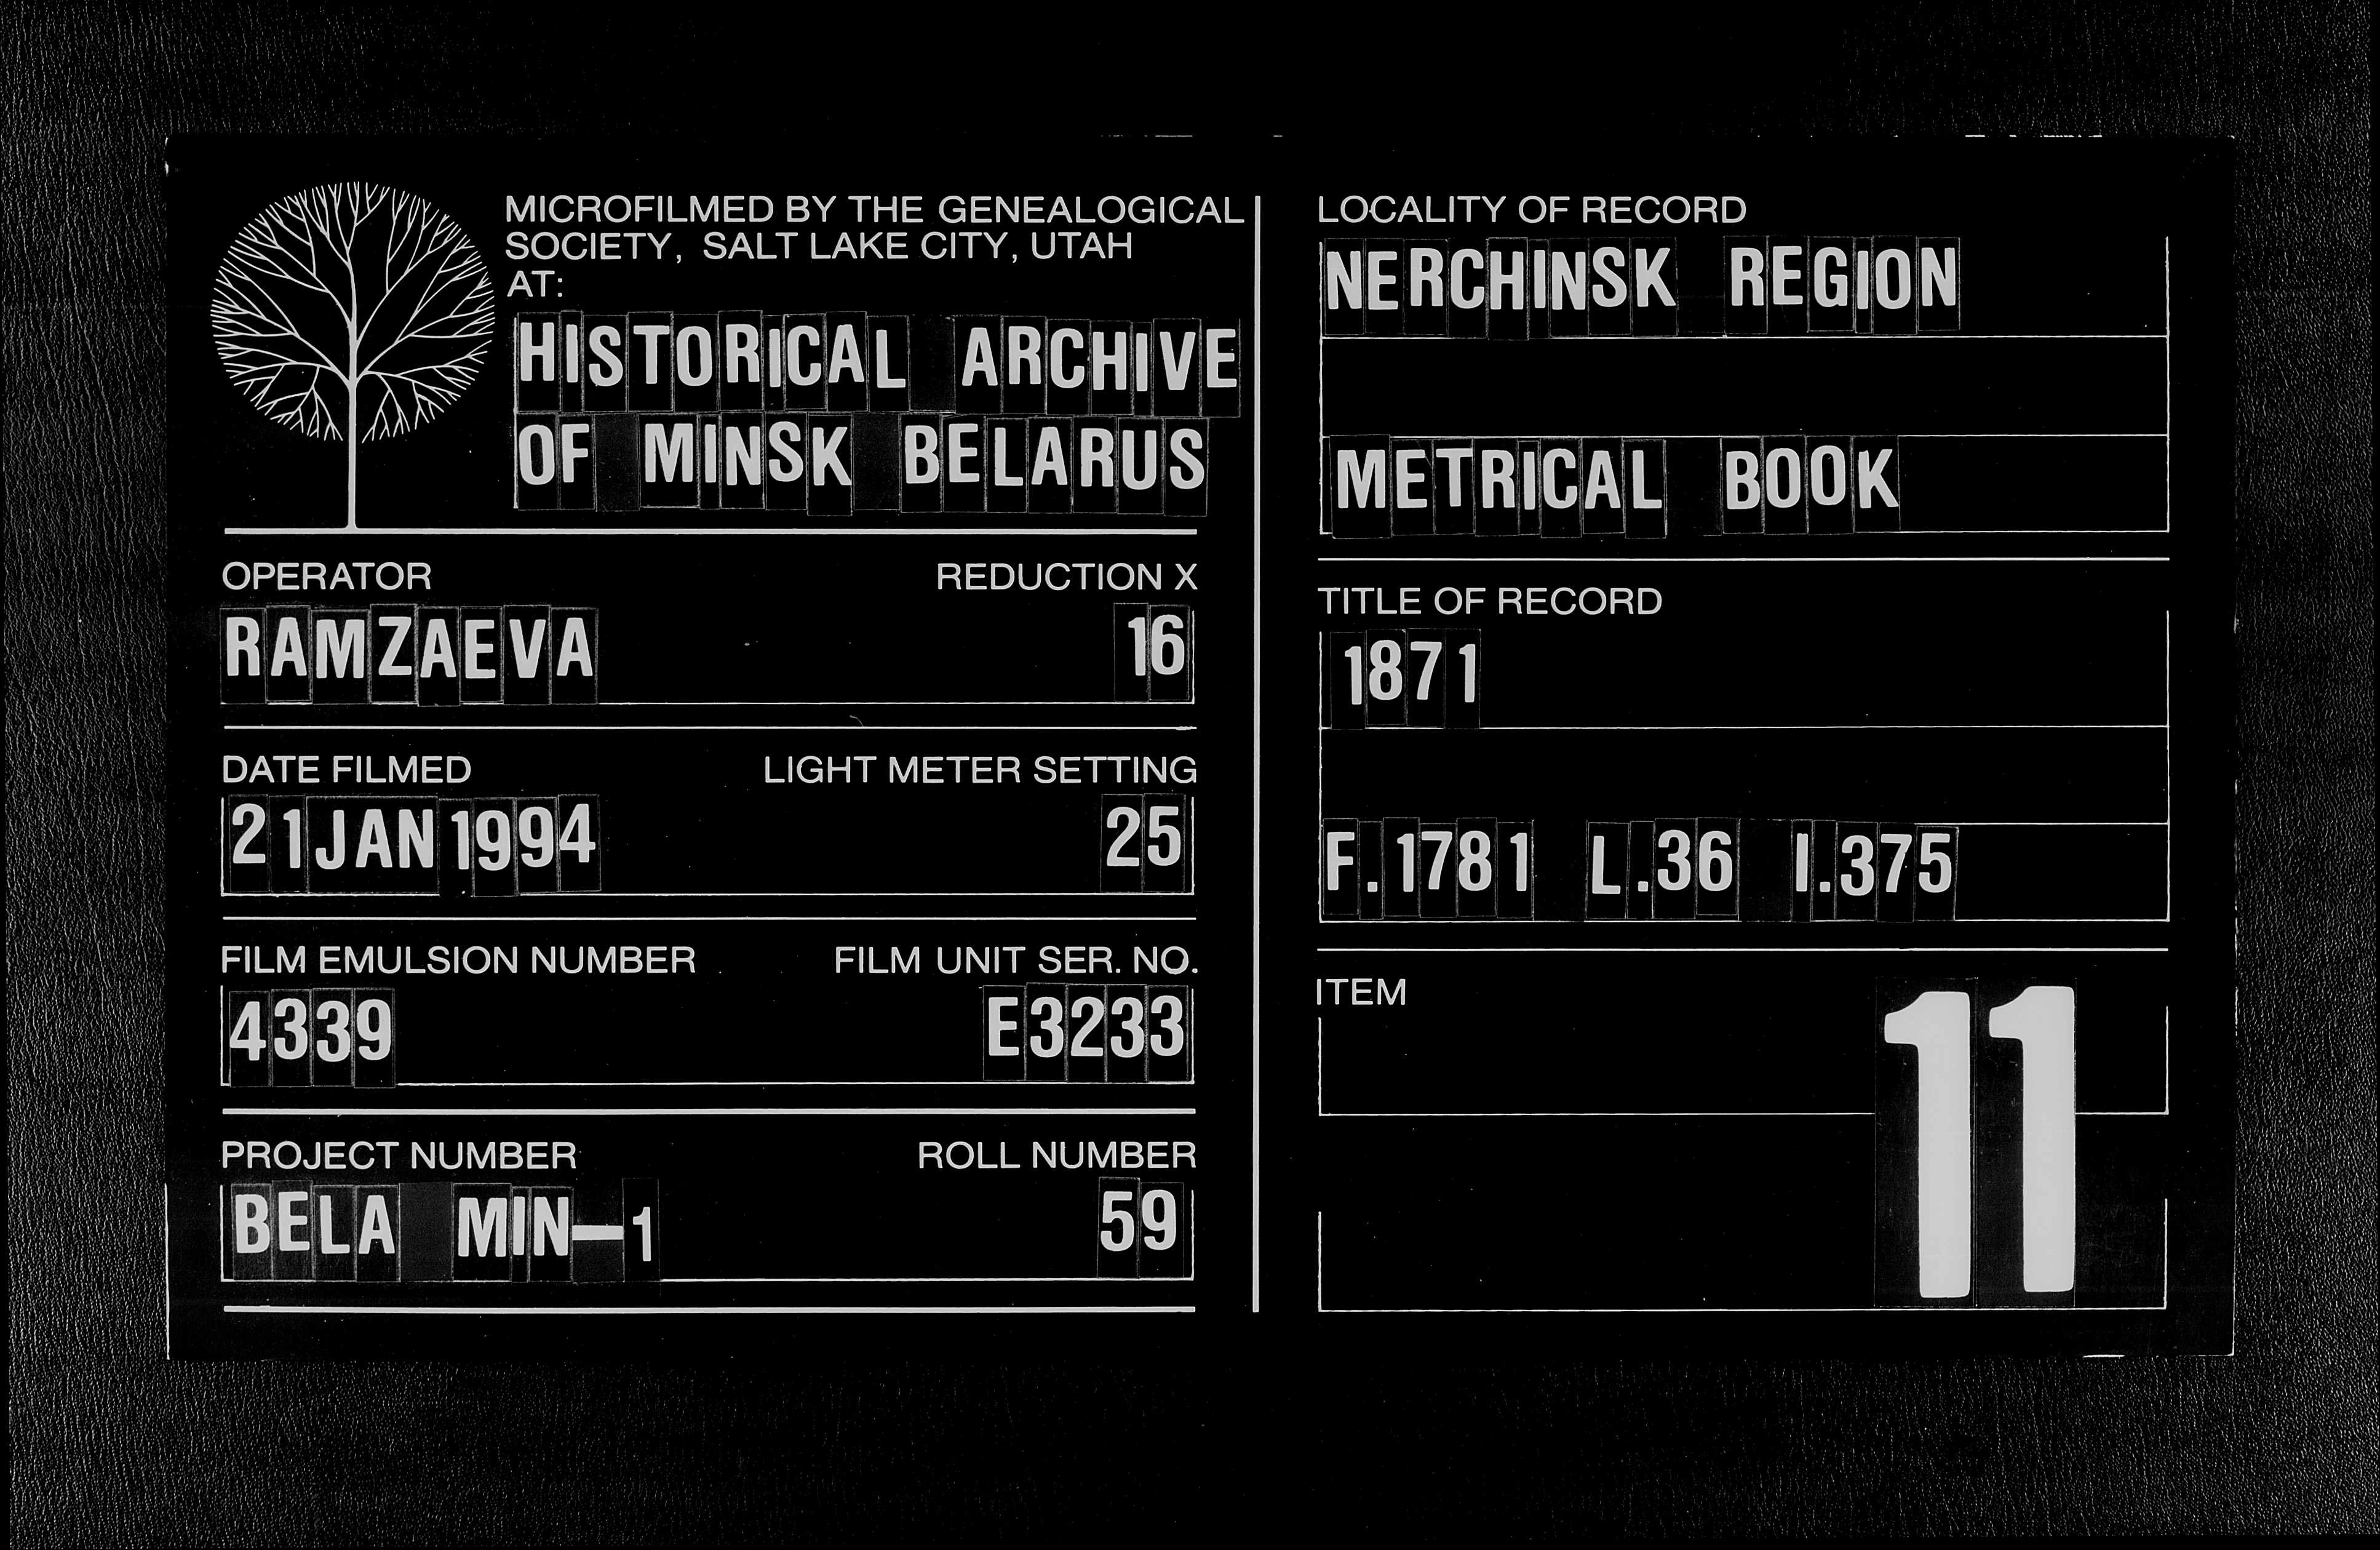 MICROFILMED BY THE GENEALOGICAL
SOCIETY, SALT LAKE CITY, UTAH
AT:
HISTORICAL ARCHIVE
OF MINSK BELARUS
OPERATOR REDUCTION X
RAMZAEVA 16
DATE FILMED LIGHT METER SETTING
21JAN1994 25
FILM EMULSION NUMBER FILM UNIT SER. NO.
4339 E3233
PROJECT NUMBER ROLL NUMBER
BELA MIN-1 59
LOCALITY OF RECORD
NERCHINSK REGION
METRICAL BOOK
TITLE OF RECORD
1871
F.1781 L.36 I.375
ITEM
11